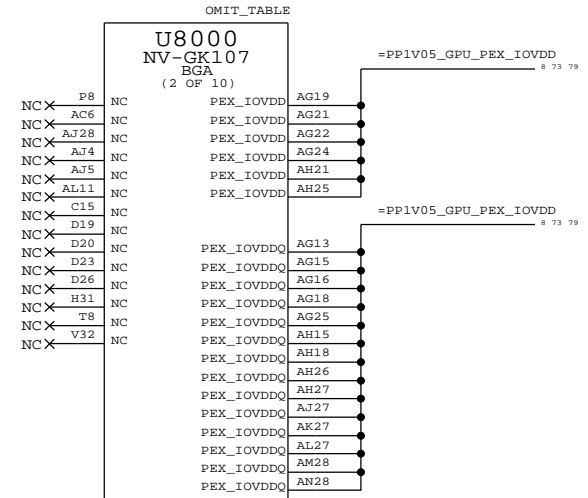 OMIT_TABLE
U8000
NV-GK107
BGA
(2 OF 10)
=PP1V05_GPU_PEX_IOVDD
8 73 79
NC P8 NC PEX_IOVDD AG19
NC AC6 NC PEX_IOVDD AG21
NC AJ28 NC PEX_IOVDD AG22
NC AJ4 NC PEX_IOVDD AG24
NC AJ5 NC PEX_IOVDD AH21
NC AL11 NC PEX_IOVDD AH25
NC C15 NC
=PP1V05_GPU_PEX_IOVDD
8 73 79
NC D19 NC
NC D20 NC PEX_IOVDDQ AG13
NC D23 NC PEX_IOVDDQ AG15
NC D26 NC PEX_IOVDDQ AG16
NC H31 NC PEX_IOVDDQ AG18
NC T8 NC PEX_IOVDDQ AG25
NC V32 NC PEX_IOVDDQ AH15
PEX_IOVDDQ AH18
PEX_IOVDDQ AH26
PEX_IOVDDQ AH27
PEX_IOVDDQ AJ27
PEX_IOVDDQ AK27
PEX_IOVDDQ AL27
PEX_IOVDDQ AM28
PEX_IOVDDQ AN28